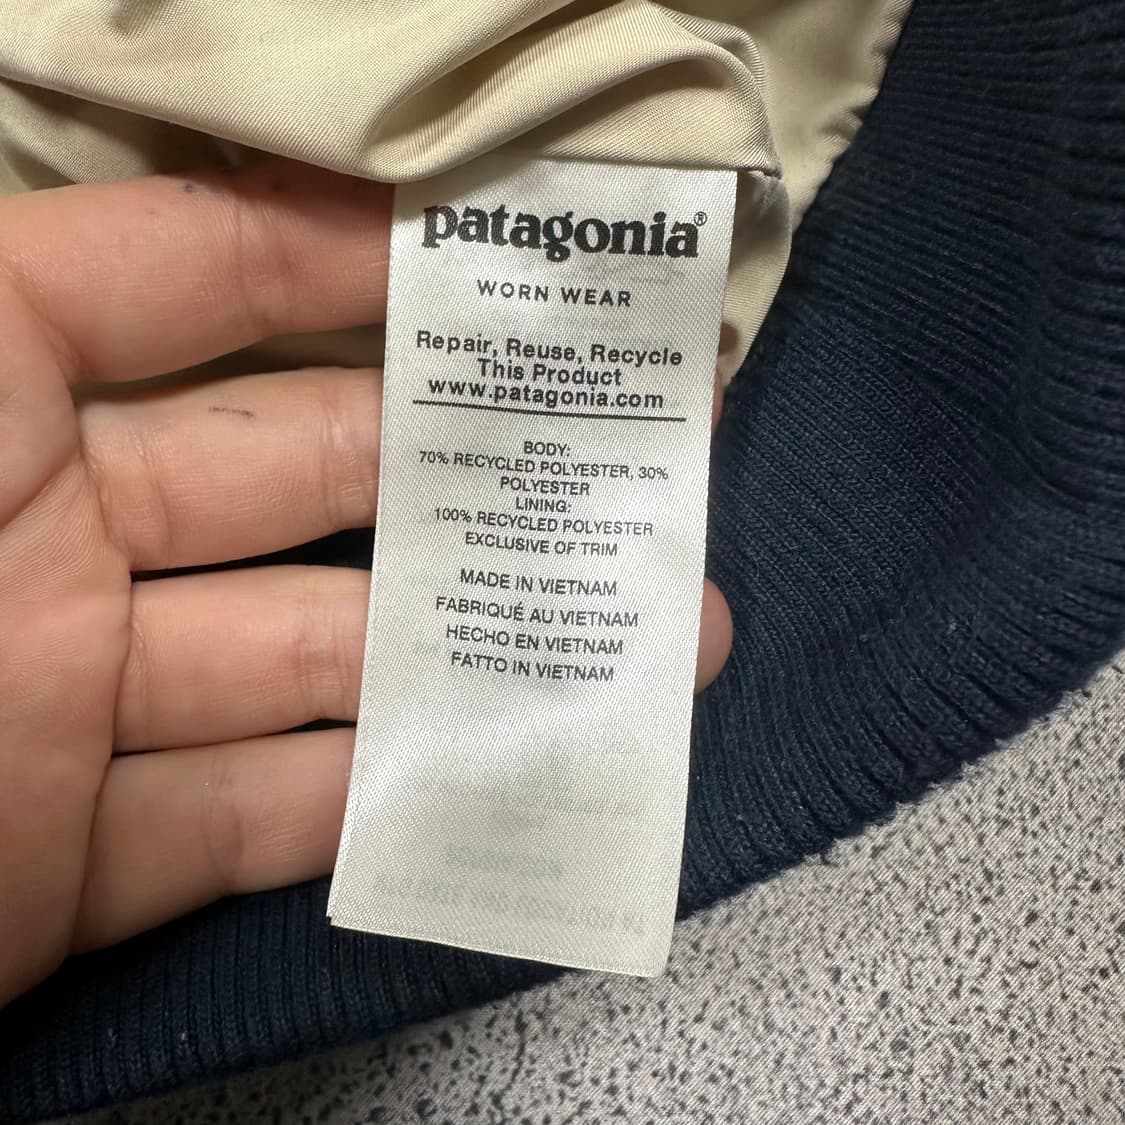 patagonia®
WORN WEAR
Repair, Reuse, Recycle
This Product
www.patagonia.com
BODY:
70% RECYCLED POLYESTER, 30%
POLYESTER
LINING:
100% RECYCLED POLYESTER
EXCLUSIVE OF TRIM
MADE IN VIETNAM
FABRIQUÉ AU VIETNAM
HECHO EN VIETNAM
FATTO IN VIETNAM